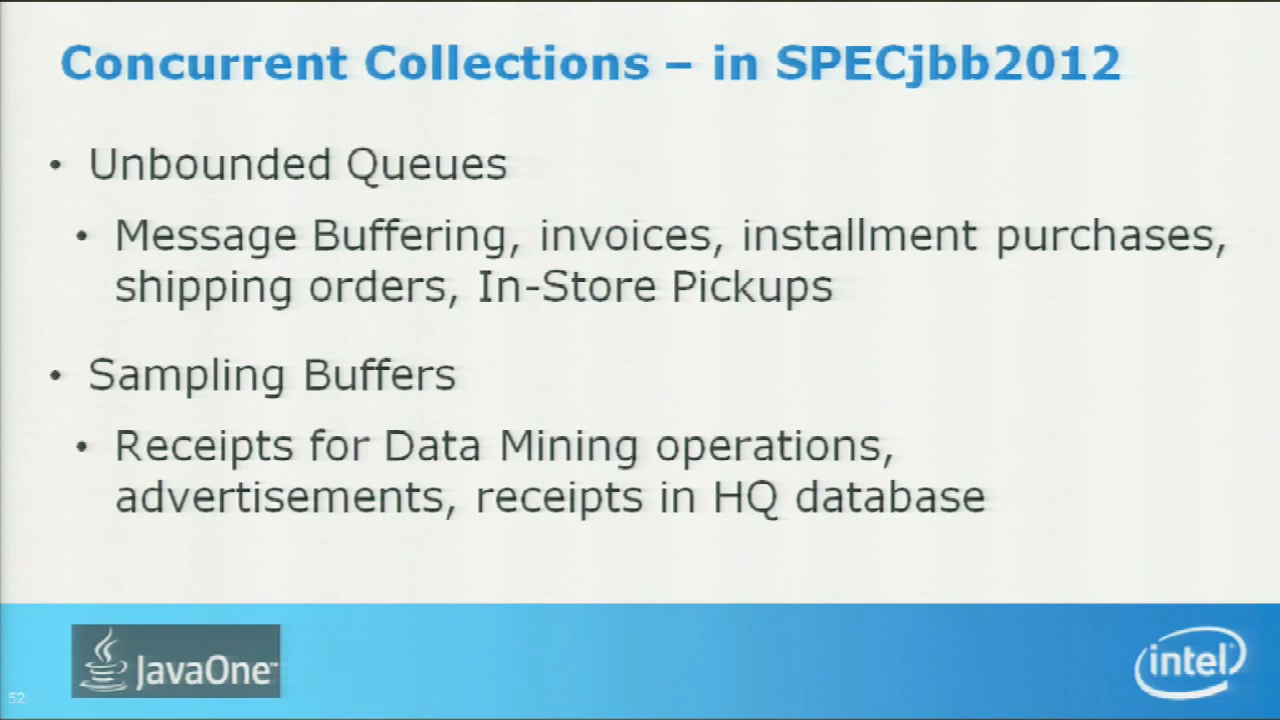 Concurrent Collections – in SPECjbb2012
• Unbounded Queues
• Message Buffering, invoices, installment purchases,
shipping orders, In-Store Pickups
• Sampling Buffers
• Receipts for Data Mining operations,
advertisements, receipts in HQ database
JavaOne™
intel
52